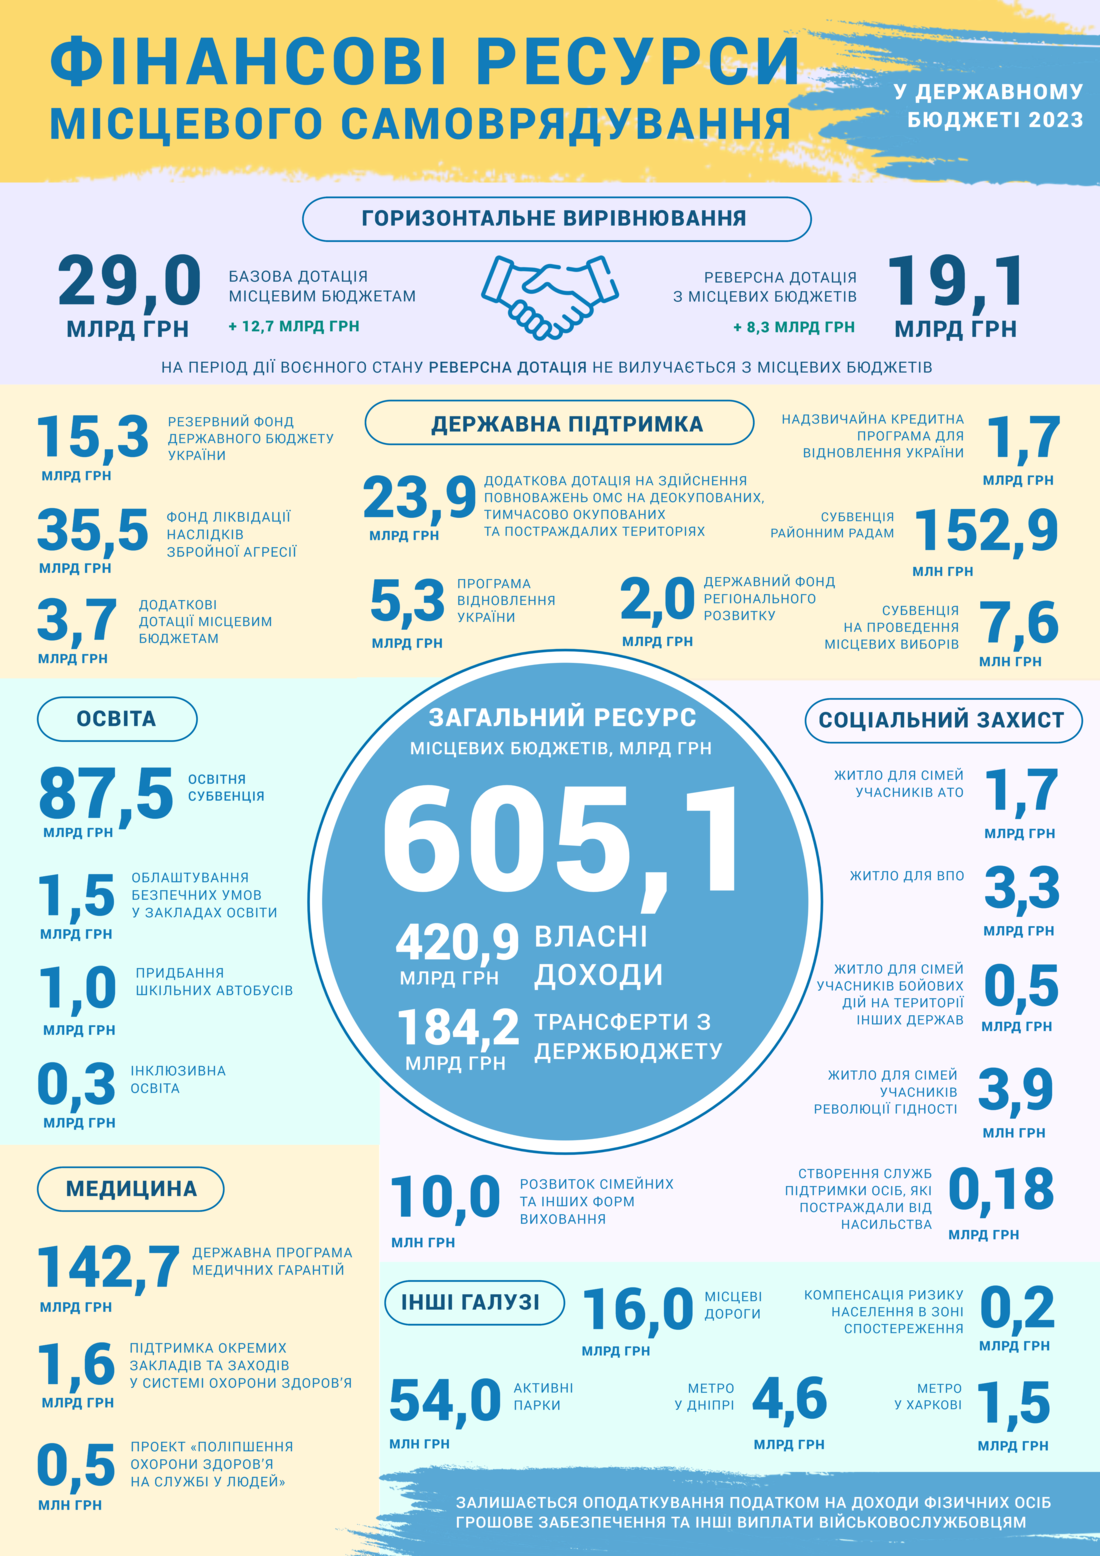 ФІНАНСОВІ РЕСУРСИ
МІСЦЕВОГО САМОВРЯДУВАННЯ
У ДЕРЖАВНОМУ
БЮДЖЕТІ 2023
ГОРИЗОНТАЛЬНЕ ВИРІВНЮВАННЯ
29,0
МЛРД ГРН
БАЗОВА ДОТАЦІЯ
МІСЦЕВИМ БЮДЖЕТАМ
+ 12,7 МЛРД ГРН
РЕВЕРСНА ДОТАЦІЯ
З МІСЦЕВИХ БЮДЖЕТІВ
+ 8,3 МЛРД ГРН
19,1
МЛРД ГРН
НА ПЕРІОД ДІЇ ВОЄННОГО СТАНУ РЕВЕРСНА ДОТАЦІЯ НЕ ВИЛУЧАЄТЬСЯ З МІСЦЕВИХ БЮДЖЕТІВ
ДЕРЖАВНА ПІДТРИМКА
15,3
МЛРД ГРН
РЕЗЕРВНИЙ ФОНД
ДЕРЖАВНОГО БЮДЖЕТУ
УКРАЇНИ
35,5
МЛРД ГРН
ФОНД ЛІКВІДАЦІЇ
НАСЛІДКІВ
ЗБРОЙНОЇ АГРЕСІЇ
3,7
МЛРД ГРН
ДОДАТКОВІ
ДОТАЦІЇ МІСЦЕВИМ
БЮДЖЕТАМ
23,9
МЛРД ГРН
ДОДАТКОВА ДОТАЦІЯ НА ЗДІЙСНЕННЯ
ПОВНОВАЖЕНЬ ОМС НА ДЕОКУПОВАНИХ,
ТИМЧАСОВО ОКУПОВАНИХ
ТА ПОСТРАЖДАЛИХ ТЕРИТОРІЯХ
5,3
МЛРД ГРН
ПРОГРАМА
ВІДНОВЛЕННЯ
УКРАЇНИ
2,0
МЛРД ГРН
ДЕРЖАВНИЙ ФОНД
РЕГІОНАЛЬНОГО
РОЗВИТКУ
НАДЗВИЧАЙНА КРЕДИТНА
ПРОГРАМА ДЛЯ
ВІДНОВЛЕННЯ УКРАЇНИ
1,7
МЛРД ГРН
СУБВЕНЦІЯ
РАЙОННИМ РАДАМ
152,9
МЛН ГРН
СУБВЕНЦІЯ
НА ПРОВЕДЕННЯ
МІСЦЕВИХ ВИБОРІВ
7,6
МЛН ГРН
ОСВІТА
87,5
МЛРД ГРН
ОСВІТНЯ
СУБВЕНЦІЯ
1,5
МЛРД ГРН
ОБЛАШТУВАННЯ
БЕЗПЕЧНИХ УМОВ
У ЗАКЛАДАХ ОСВІТИ
1,0
МЛРД ГРН
ПРИДБАННЯ
ШКІЛЬНИХ АВТОБУСІВ
0,3
МЛРД ГРН
ІНКЛЮЗИВНА
ОСВІТА
ЗАГАЛЬНИЙ РЕСУРС
МІСЦЕВИХ БЮДЖЕТІВ, МЛРД ГРН
605,1
420,9
МЛРД ГРН
ВЛАСНІ
ДОХОДИ
184,2
МЛРД ГРН
ТРАНСФЕРТИ З
ДЕРЖБЮДЖЕТУ
СОЦІАЛЬНИЙ ЗАХИСТ
ЖИТЛО ДЛЯ СІМЕЙ
УЧАСНИКІВ АТО
1,7
МЛРД ГРН
ЖИТЛО ДЛЯ ВПО
3,3
МЛРД ГРН
ЖИТЛО ДЛЯ СІМЕЙ
УЧАСНИКІВ БОЙОВИХ
ДІЙ НА ТЕРИТОРІЇ
ІНШИХ ДЕРЖАВ
0,5
МЛРД ГРН
ЖИТЛО ДЛЯ СІМЕЙ
УЧАСНИКІВ
РЕВОЛЮЦІЇ ГІДНОСТІ
3,9
МЛН ГРН
10,0
МЛН ГРН
РОЗВИТОК СІМЕЙНИХ
ТА ІНШИХ ФОРМ
ВИХОВАННЯ
СТВОРЕННЯ СЛУЖБ
ПІДТРИМКИ ОСІБ, ЯКІ
ПОСТРАЖДАЛИ ВІД
НАСИЛЬСТВА
0,18
МЛРД ГРН
МЕДИЦИНА
142,7
МЛРД ГРН
ДЕРЖАВНА ПРОГРАМА
МЕДИЧНИХ ГАРАНТІЙ
1,6
МЛРД ГРН
ПІДТРИМКА ОКРЕМИХ
ЗАКЛАДІВ ТА ЗАХОДІВ
У СИСТЕМІ ОХОРОНИ ЗДОРОВ'Я
0,5
МЛН ГРН
ПРОЕКТ «ПОЛІПШЕННЯ
ОХОРОНИ ЗДОРОВ'Я
НА СЛУЖБІ У ЛЮДЕЙ»
ІНШІ ГАЛУЗІ
16,0
МЛРД ГРН
МІСЦЕВІ
ДОРОГИ
КОМПЕНСАЦІЯ РИЗИКУ
НАСЕЛЕННЯ В ЗОНІ
СПОСТЕРЕЖЕННЯ
0,2
МЛРД ГРН
54,0
МЛН ГРН
АКТИВНІ
ПАРКИ
МЕТРО
У ДНІПРІ
4,6
МЛРД ГРН
МЕТРО
У ХАРКОВІ
1,5
МЛРД ГРН
ЗАЛИШАЄТЬСЯ ОПОДАТКУВАННЯ ПОДАТКОМ НА ДОХОДИ ФІЗИЧНИХ ОСІБ
ГРОШОВЕ ЗАБЕЗПЕЧЕННЯ ТА ІНШІ ВИПЛАТИ ВІЙСЬКОВОСЛУЖБОВЦЯМ